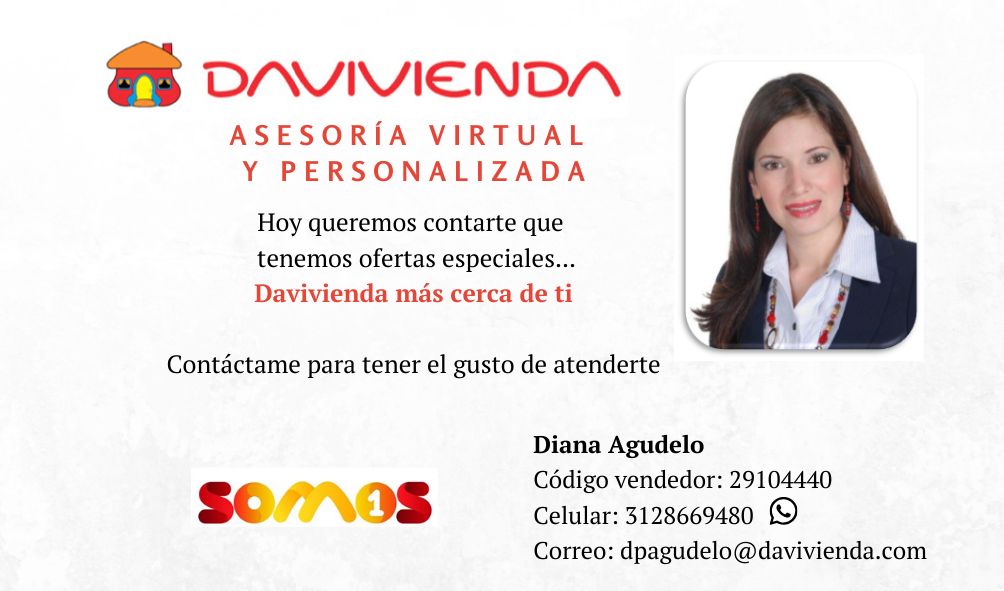 DAVIVIENDA
ASESORÍA VIRTUAL
Y PERSONALIZADA
Hoy queremos contarte que
tenemos ofertas especiales...
Davivienda más cerca de ti
Contáctame para tener el gusto de atenderte
SOMOS
1
Diana Agudelo
Código vendedor: 29104440
Celular: 3128669480
Correo: dpagudelo@davivienda.com